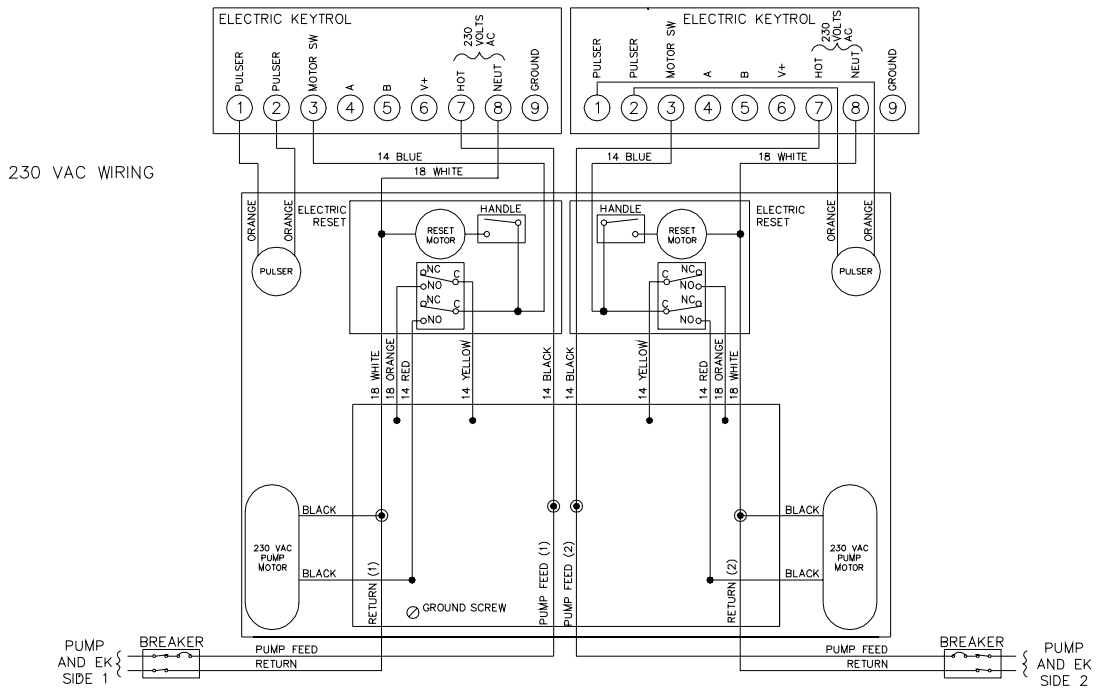 ELECTRIC KEYTROL
PULSER
PULSER
MOTOR SW
A
B
V+
HOT
NEUT
GROUND
230
VOLTS
AC
1
2
3
4
5
6
7
8
9
ELECTRIC KEYTROL
PULSER
PULSER
MOTOR SW
A
B
V+
HOT
NEUT
GROUND
230
VOLTS
AC
1
2
3
4
5
6
7
8
9
230 VAC WIRING
14 BLUE
18 WHITE
14 BLUE
18 WHITE
ORANGE
ORANGE
ELECTRIC
RESET
HANDLE
RESET
MOTOR
PULSER
NC
C
NO
NC
C
NO
HANDLE
RESET
MOTOR
ELECTRIC
RESET
ORANGE
ORANGE
PULSER
NC
C
NO
NC
C
NO
18 WHITE
18 ORANGE
14 RED
14 YELLOW
14 BLACK
14 BLACK
14 YELLOW
14 RED
18 ORANGE
18 WHITE
BLACK
BLACK
230 VAC
PUMP
MOTOR
BLACK
BLACK
230 VAC
PUMP
MOTOR
RETURN (1)
PUMP FEED (1)
PUMP FEED (2)
RETURN (2)
GROUND SCREW
PUMP
AND EK
SIDE 1
BREAKER
PUMP FEED
RETURN
PUMP FEED
RETURN
BREAKER
PUMP
AND EK
SIDE 2